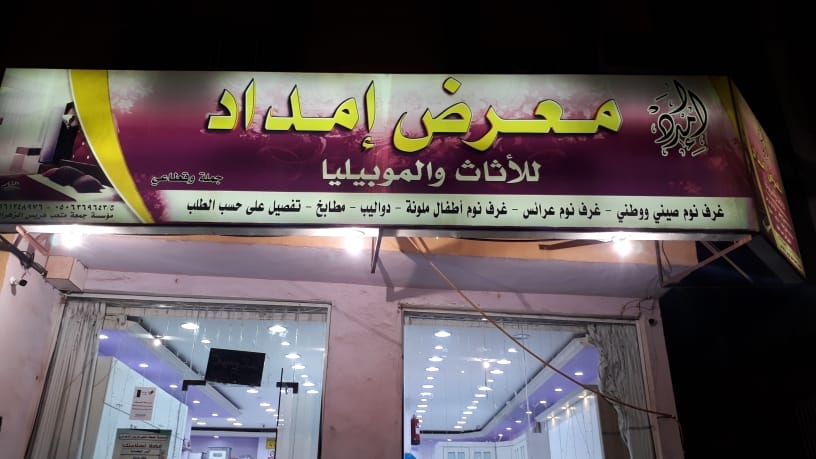 معرض إمداد
امداد
للأثاث والموبيليا
جملة وقطاعي
غرف نوم صيني ووطني - غرف نوم عرائس - غرف نوم أطفال ملونة - دواليب - مطابخ - تفصيل على حسب الطلب